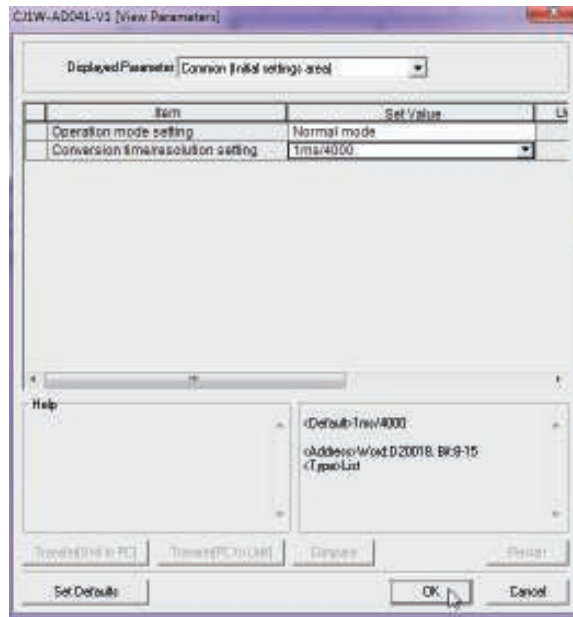 CJ1W-AD041-V1 [View Parameters]
Displayed Parameter Common (Initial settings area)
Item Set Value
Operation mode setting Normal mode
Conversion time/resolution setting 1ms/4000
Help
<Default>1ms/4000
<Address>Word:D20018, Bit:8-15
<Type>List
Transfer[Unit to PC] Transfer[PC to Unit] Compare Restart
Set Defaults OK Cancel